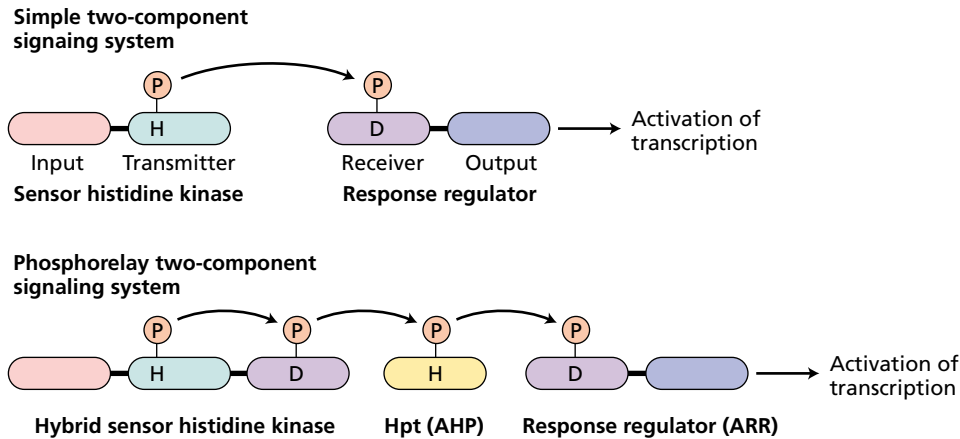 Simple two-component
signaing system
P
P
H
D
Activation of
transcription
Input
Transmitter
Receiver
Output
Sensor histidine kinase
Response regulator
Phosphorelay two-component
signaling system
P
P
P
P
H
D
H
D
Activation of
transcription
Hybrid sensor histidine kinase
Hpt (AHP)
Response regulator (ARR)